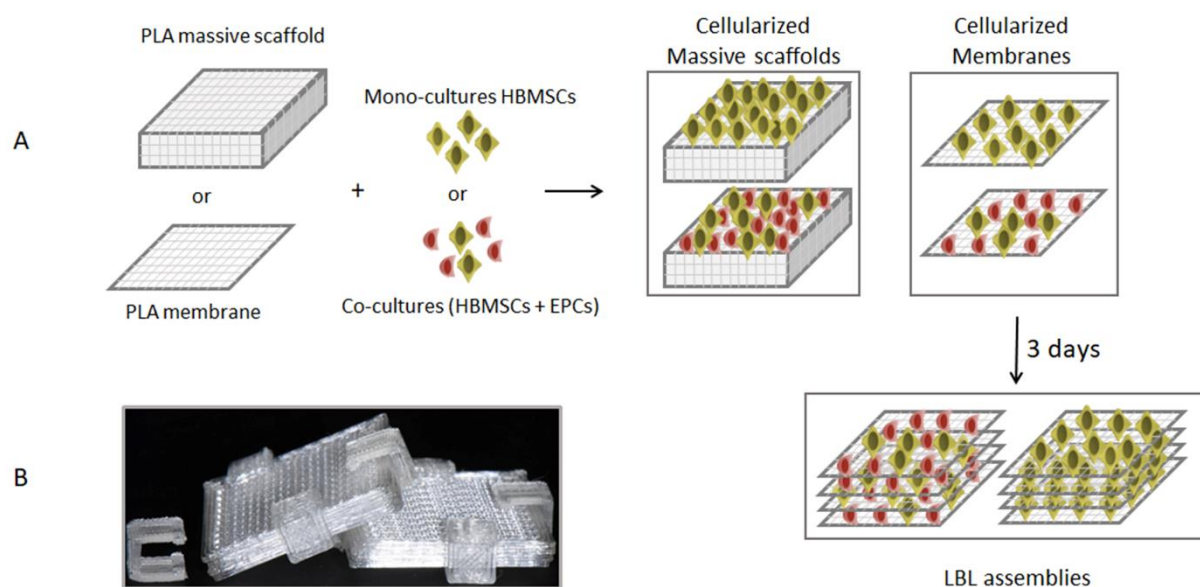 A
PLA massive scaffold
or
PLA membrane
+
Mono-cultures HBMSCs
or
Co-cultures (HBMSCs + EPCs)
Cellularized
Massive scaffolds
Cellularized
Membranes
3 days
LBL assemblies
B